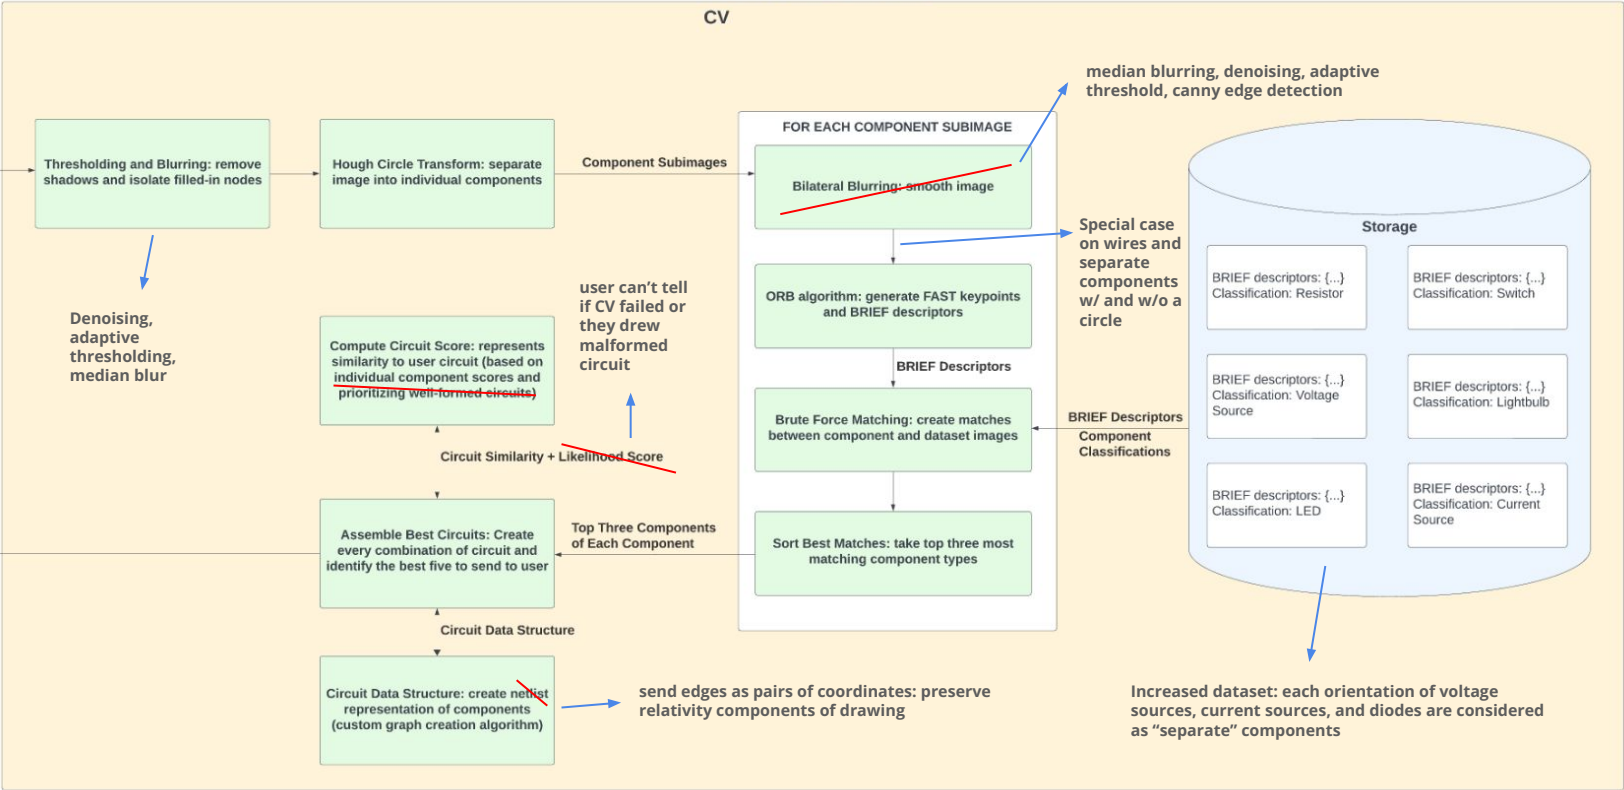 CV
Thresholding and Blurring: remove
shadows and isolate filled-in nodes
Denoising,
adaptive
thresholding,
median blur
Hough Circle Transform: separate
image into individual components
Component Subimages
FOR EACH COMPONENT SUBIMAGE
Bilateral Blurring: smooth image
median blurring, denoising, adaptive
threshold, canny edge detection
Special case
on wires and
separate
components
w/ and w/o a
circle
ORB algorithm: generate FAST keypoints
and BRIEF descriptors
BRIEF Descriptors
Brute Force Matching: create matches
between component and dataset images
Sort Best Matches: take top three most
matching component types
BRIEF Descriptors
Component
Classifications
Storage
BRIEF descriptors: {...}
Classification: Resistor
BRIEF descriptors: {...}
Classification: Switch
BRIEF descriptors: {...}
Classification: Voltage
Source
BRIEF descriptors: {...}
Classification: Lightbulb
BRIEF descriptors: {...}
Classification: LED
BRIEF descriptors: {...}
Classification: Current
Source
Increased dataset: each orientation of voltage
sources, current sources, and diodes are considered
as “separate” components
Top Three Components
of Each Component
Compute Circuit Score: represents
similarity to user circuit (based on
individual component scores and
prioritizing well-formed circuits)
user can’t tell
if CV failed or
they drew
malformed
circuit
Circuit Similarity + Likelihood Score
Assemble Best Circuits: Create
every combination of circuit and
identify the best five to send to user
Circuit Data Structure
Circuit Data Structure: create netlist
representation of components
(custom graph creation algorithm)
send edges as pairs of coordinates: preserve
relativity components of drawing